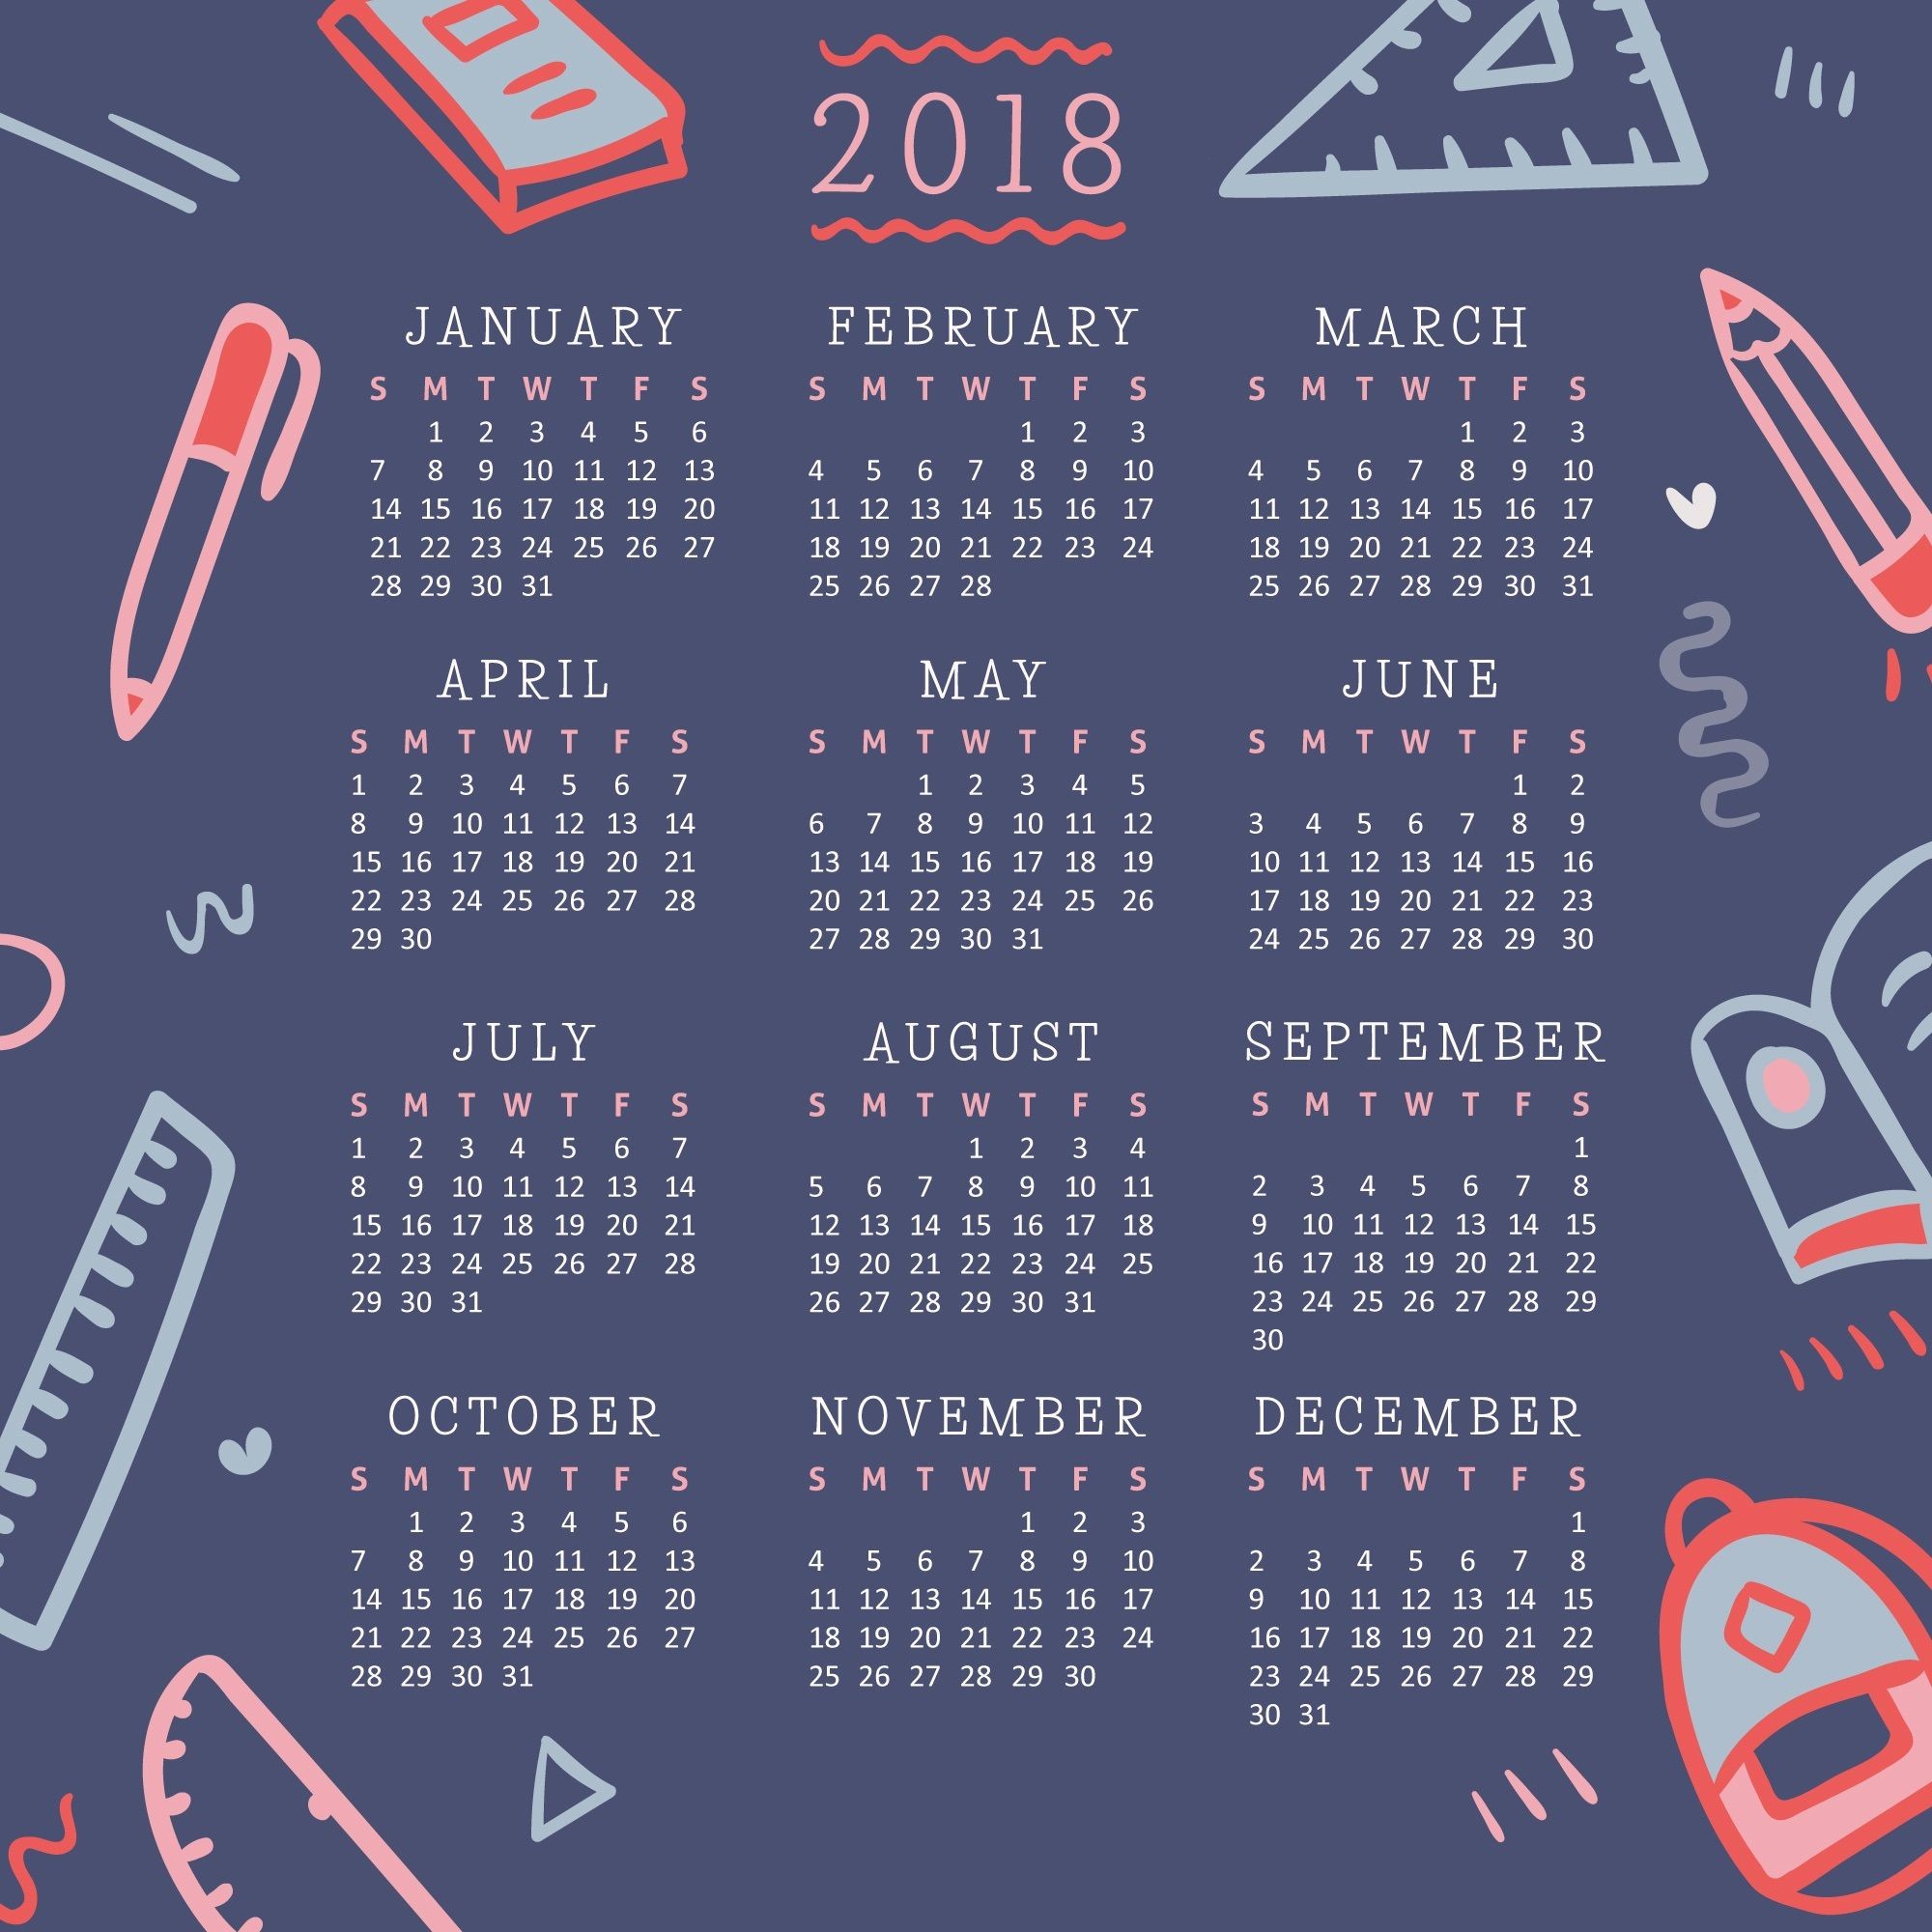 2018
JANUARY FEBRUARY MARCH
S M T W T F S S M T W T F S S M T W T F S
1 2 3 4 5 6 1 2 3 1 2 3
7 8 9 10 11 12 13 4 5 6 7 8 9 10 4 5 6 7 8 9 10
14 15 16 17 18 19 20 11 12 13 14 15 16 17 11 12 13 14 15 16 17
21 22 23 24 25 26 27 18 19 20 21 22 23 24 18 19 20 21 22 23 24
28 29 30 31 25 26 27 28 25 26 27 28 29 30 31
APRIL MAY JUNE
S M T W T F S S M T W T F S S M T W T F S
1 2 3 4 5 6 7 1 2 3 4 5 1 2
8 9 10 11 12 13 14 6 7 8 9 10 11 12 3 4 5 6 7 8 9
15 16 17 18 19 20 21 13 14 15 16 17 18 19 10 11 12 13 14 15 16
22 23 24 25 26 27 28 20 21 22 23 24 25 26 17 18 19 20 21 22 23
29 30 27 28 29 30 31 24 25 26 27 28 29 30
JULY AUGUST SEPTEMBER
S M T W T F S S M T W T F S S M T W T F S
1 2 3 4 5 6 7 1 2 3 4 1
8 9 10 11 12 13 14 5 6 7 8 9 10 11 2 3 4 5 6 7 8
15 16 17 18 19 20 21 12 13 14 15 16 17 18 9 10 11 12 13 14 15
22 23 24 25 26 27 28 19 20 21 22 23 24 25 16 17 18 19 20 21 22
29 30 31 26 27 28 29 30 31 23 24 25 26 27 28 29
30
OCTOBER NOVEMBER DECEMBER
S M T W T F S S M T W T F S S M T W T F S
1 2 3 4 5 6 1 2 3 1
7 8 9 10 11 12 13 4 5 6 7 8 9 10 2 3 4 5 6 7 8
14 15 16 17 18 19 20 11 12 13 14 15 16 17 9 10 11 12 13 14 15
21 22 23 24 25 26 27 18 19 20 21 22 23 24 16 17 18 19 20 21 22
28 29 30 31 25 26 27 28 29 30 23 24 25 26 27 28 29
30 31